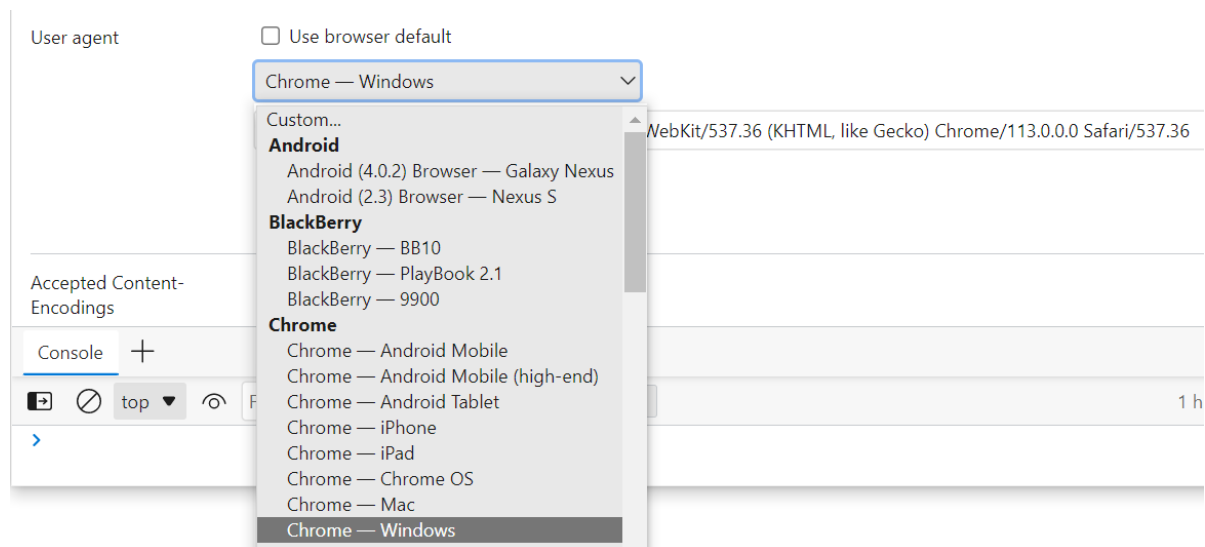 User agent
Use browser default
Chrome — Windows
Custom...
WebKit/537.36 (KHTML, like Gecko) Chrome/113.0.0.0 Safari/537.36
Android
Android (4.0.2) Browser — Galaxy Nexus
Android (2.3) Browser — Nexus S
BlackBerry
BlackBerry — BB10
BlackBerry — PlayBook 2.1
BlackBerry — 9900
Accepted Content-
Encodings
Chrome
Chrome — Android Mobile
Chrome — Android Mobile (high-end)
Chrome — Android Tablet
Chrome — iPhone
Chrome — iPad
Chrome — Chrome OS
Chrome — Mac
Chrome — Windows
Console
top
1 h